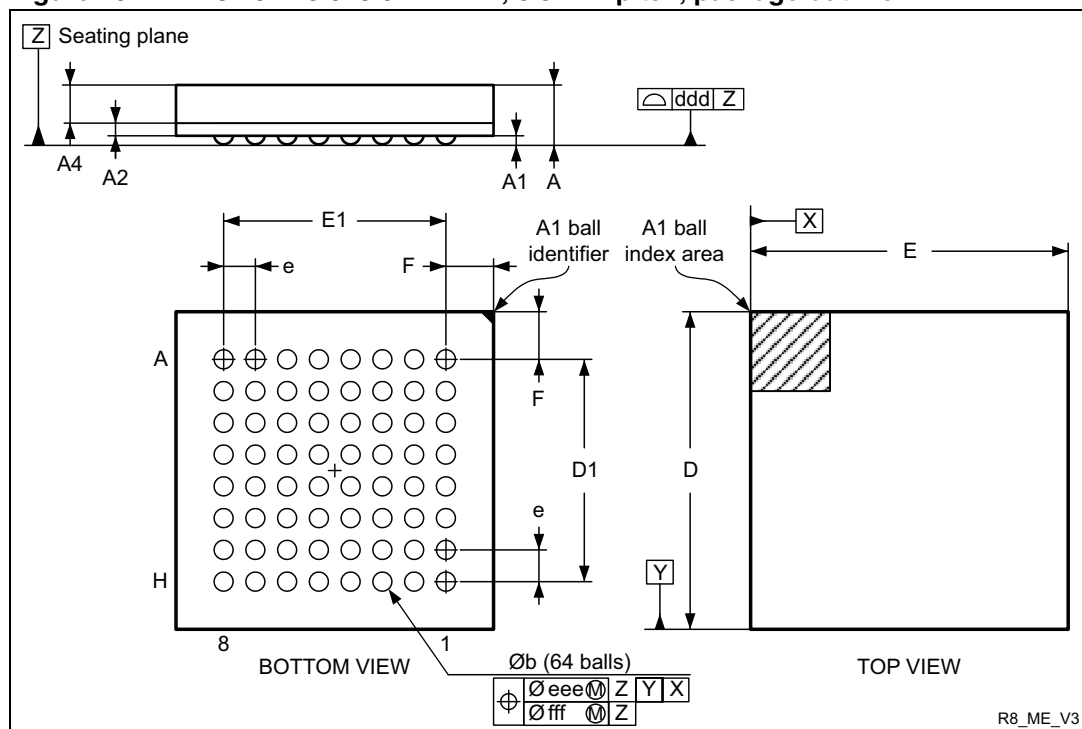 Z Seating plane
ddd Z
A4
A2
A1
A
E1
e
F
A1 ball identifier
A1 ball index area
X
E
A
F
D1
D
e
H
Y
8
1
BOTTOM VIEW
Øb (64 balls)
TOP VIEW
Ø eee Ⓜ Z Y X
Ø fff Ⓜ Z
R8_ME_V3